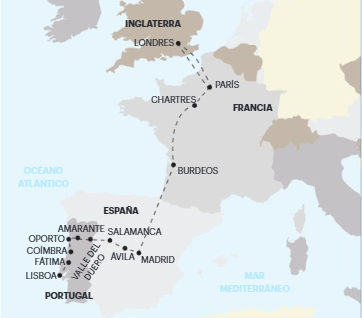 INGLATERRA
LONDRES
PARÍS
CHARTRES
FRANCIA
BURDEOS
OCÉANO
ATLÁNTICO
ESPAÑA
AMARANTE
SALAMANCA
OPORTO
COÍMBRA
FÁTIMA
LISBOA
VALLE DEL
DUERO
ÁVILA
MADRID
PORTUGAL
MAR
MEDITERRÁNEO